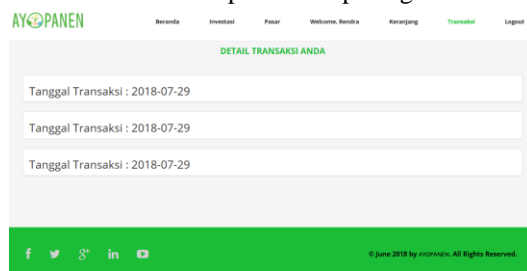 AYOPANEN
Beranda Investasi Pasar Welcome, Rendra Keranjang Transaksi Logout
DETAIL TRANSAKSI ANDA
Tanggal Transaksi : 2018-07-29
Tanggal Transaksi : 2018-07-29
Tanggal Transaksi : 2018-07-29
© June 2018 by AYOPANEN. All Rights Reserved.